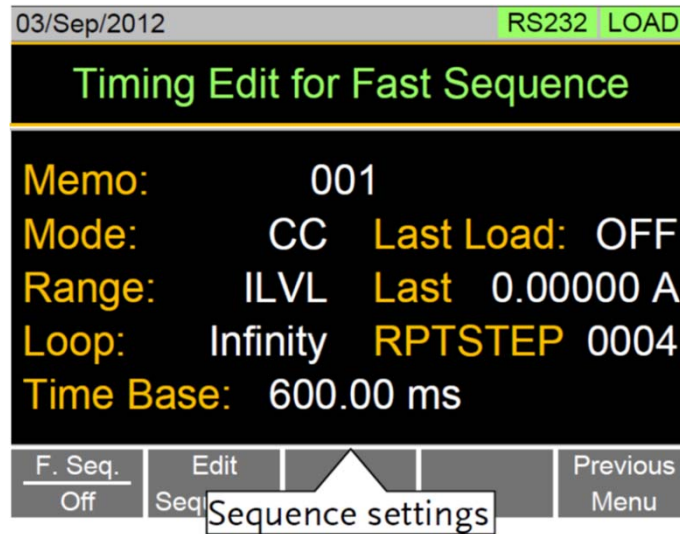 03/Sep/2012 RS232 LOAD
Timing Edit for Fast Sequence
Memo: 001
Mode: CC Last Load: OFF
Range: ILVL Last 0.00000 A
Loop: Infinity RPTSTEP 0004
Time Base: 600.00 ms
F. Seq. Edit Previous
Off Menu
Sequence settings